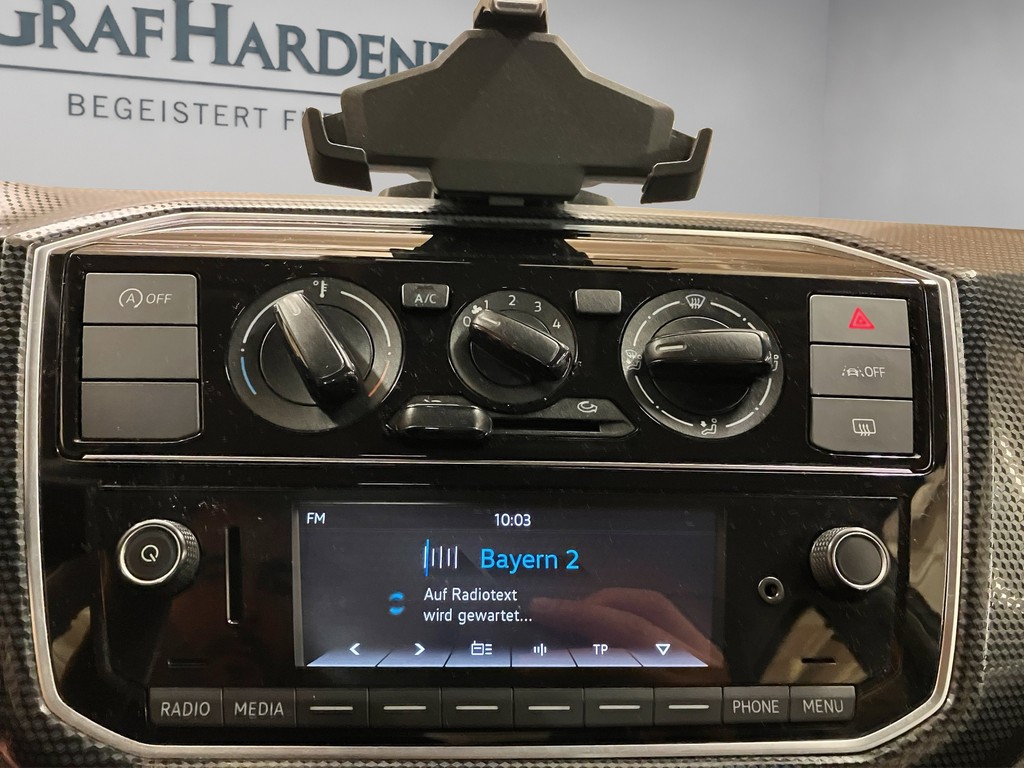 GRAFHARDEN
BEGEISTERT
A OFF
A/C
0 1 2 3 4
OFF
FM 10:03
Bayern 2
Auf Radiotext
wird gewartet...
TP
RADIO MEDIA PHONE MENU